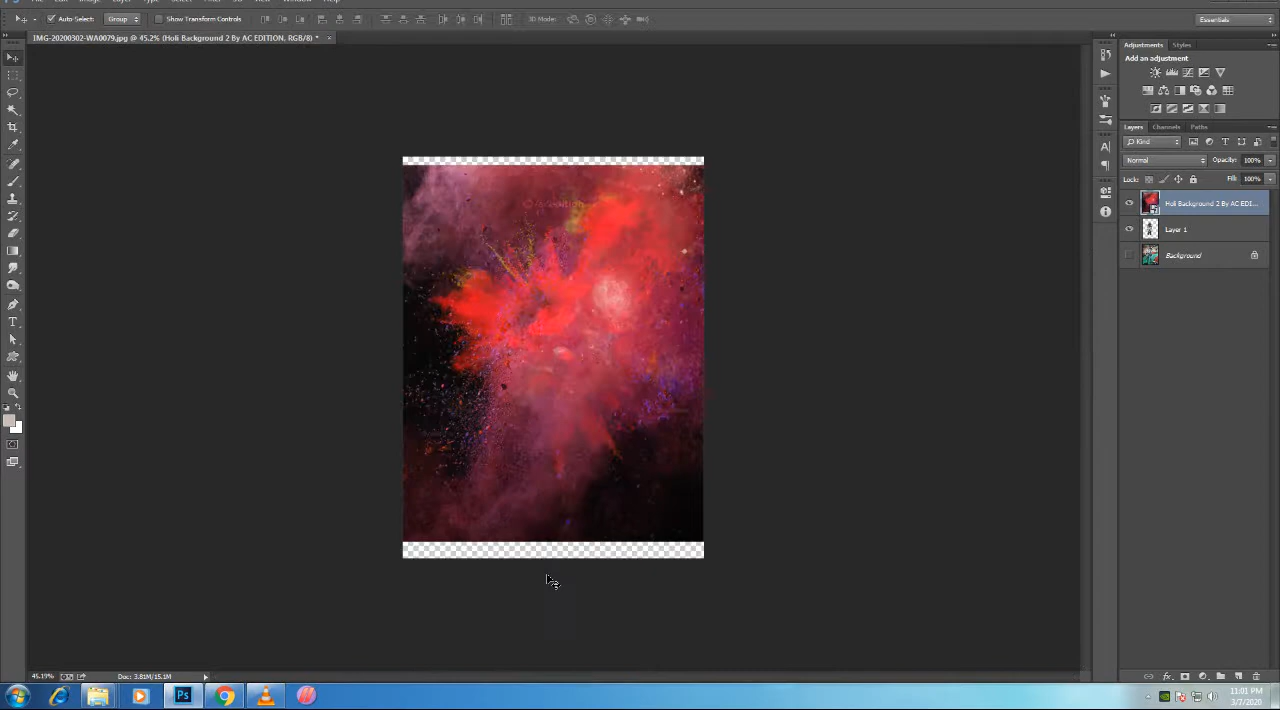 Auto-Select: Group Show Transform Controls 3D Mode: Essentials
IMG-20200302-WA0079.jpg @ 45.2% (Holi Background 2 By AC EDITION, RGB/8) * ×
Adjustments Styles
Add an adjustment
Layers Channels Paths
Kind
Normal Opacity: 100%
Lock: Fill: 100%
Holi Background 2 By AC EDI...
Layer 1
Background
45.19% Doc: 3.81M/15.1M
Ps
11:01 PM
3/7/2020